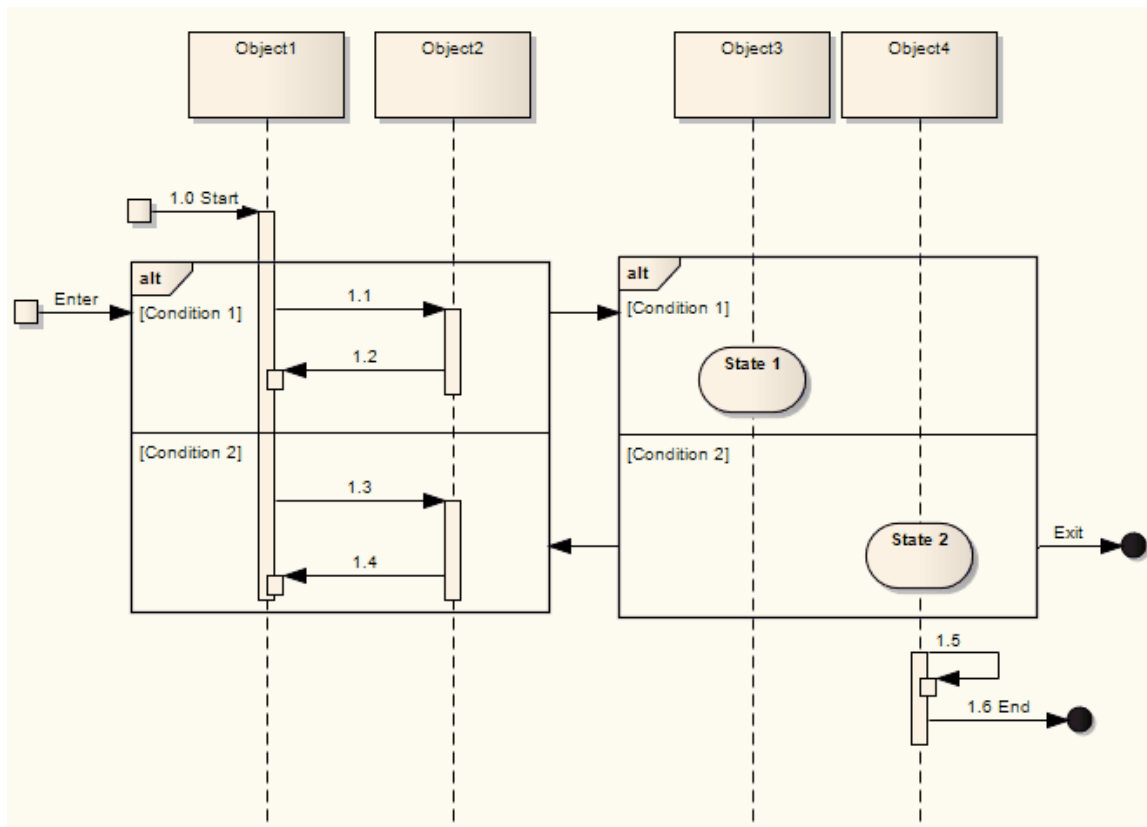 Object1
Object2
Object3
Object4
1.0 Start
alt
alt
Enter
1.1
[Condition 1]
[Condition 1]
1.2
State 1
[Condition 2]
[Condition 2]
1.3
Exit
State 2
1.4
1.5
1.6 End